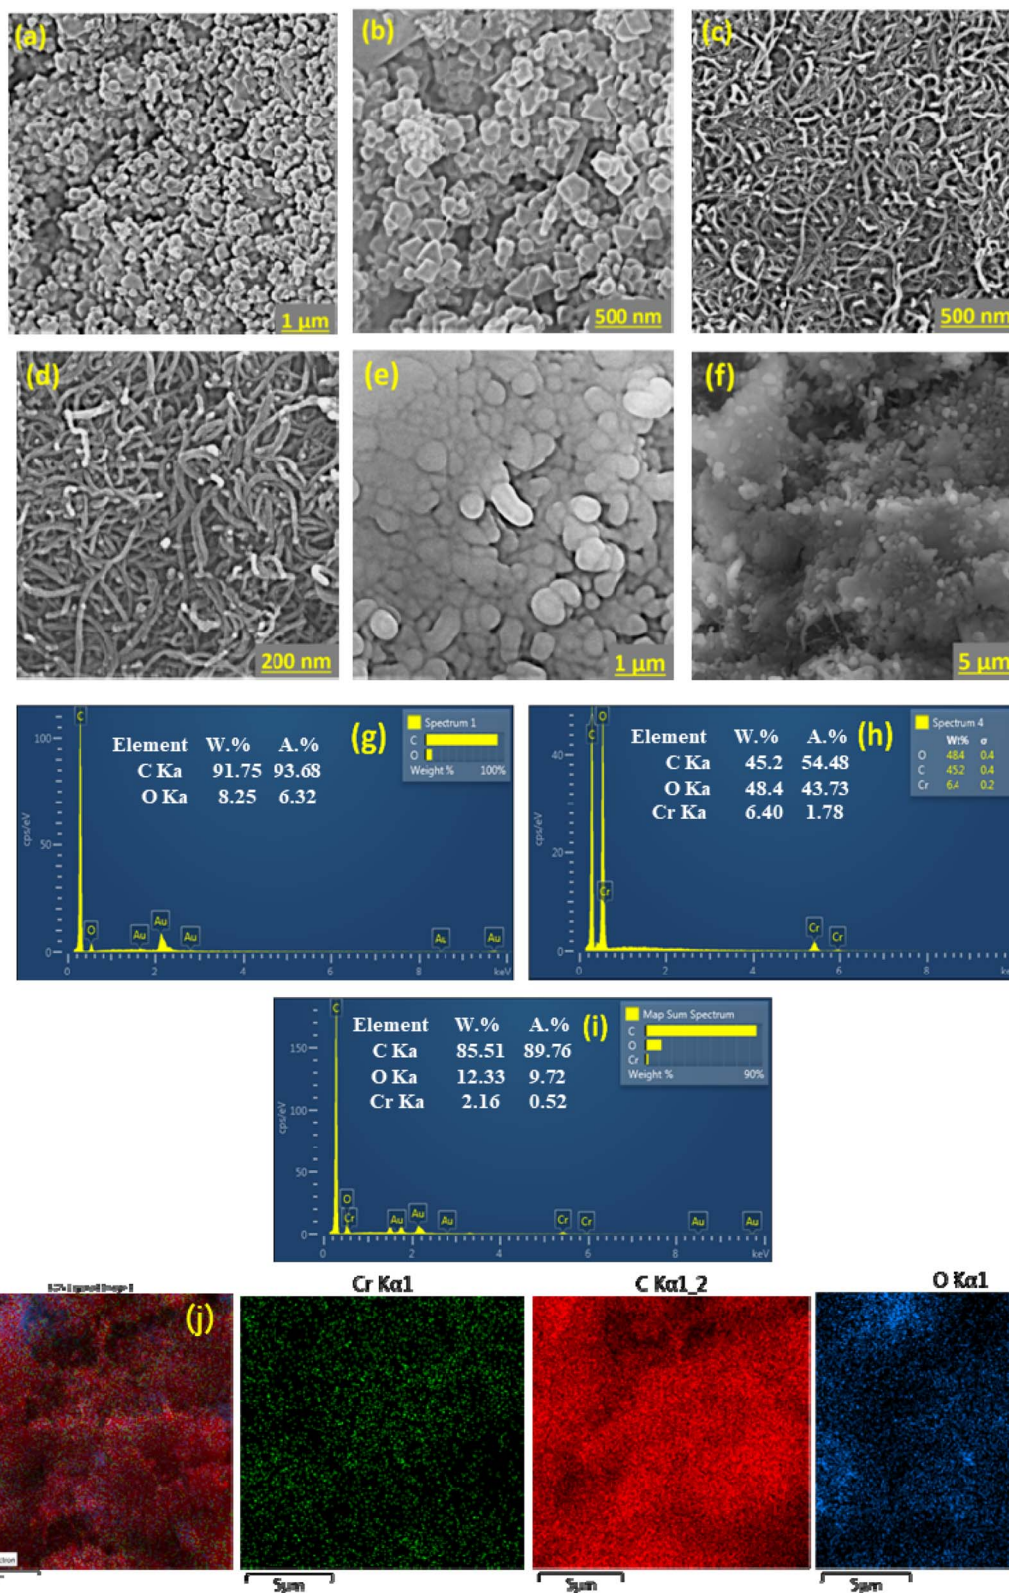 (a)
(b)
(c)
1 µm
500 nm
500 nm
(d)
(e)
(f)
200 nm
1 µm
5 µm
C
(g)
Spectrum 1
C
O
Weight % 100%
Element W.% A.%
C Ka 91.75 93.68
O Ka 8.25 6.32
cps/eV
100
50
0
O
Au
Au
Au
Au
0 2 4 6 8
keV
C
O
(h)
Spectrum 4
Wt% σ
O 48.4 0.4
C 45.2 0.4
Cr 6.4 0.2
Element W.% A.%
C Ka 45.2 54.48
O Ka 48.4 43.73
Cr Ka 6.40 1.78
cps/eV
40
20
0
Cr
Cr
Cr
0 2 4 6 8
C
(i)
Map Sum Spectrum
C
O
Cr
Weight % 90%
Element W.% A.%
C Ka 85.51 89.76
O Ka 12.33 9.72
Cr Ka 2.16 0.52
cps/eV
150
100
50
0
O
Cr
Au
Au
Au
Cr
Cr
Au
Au
0 2 4 6 8
keV
Cr Kα1
C Kα1_2
O Kα1
(j)
5µm
5µm
5µm